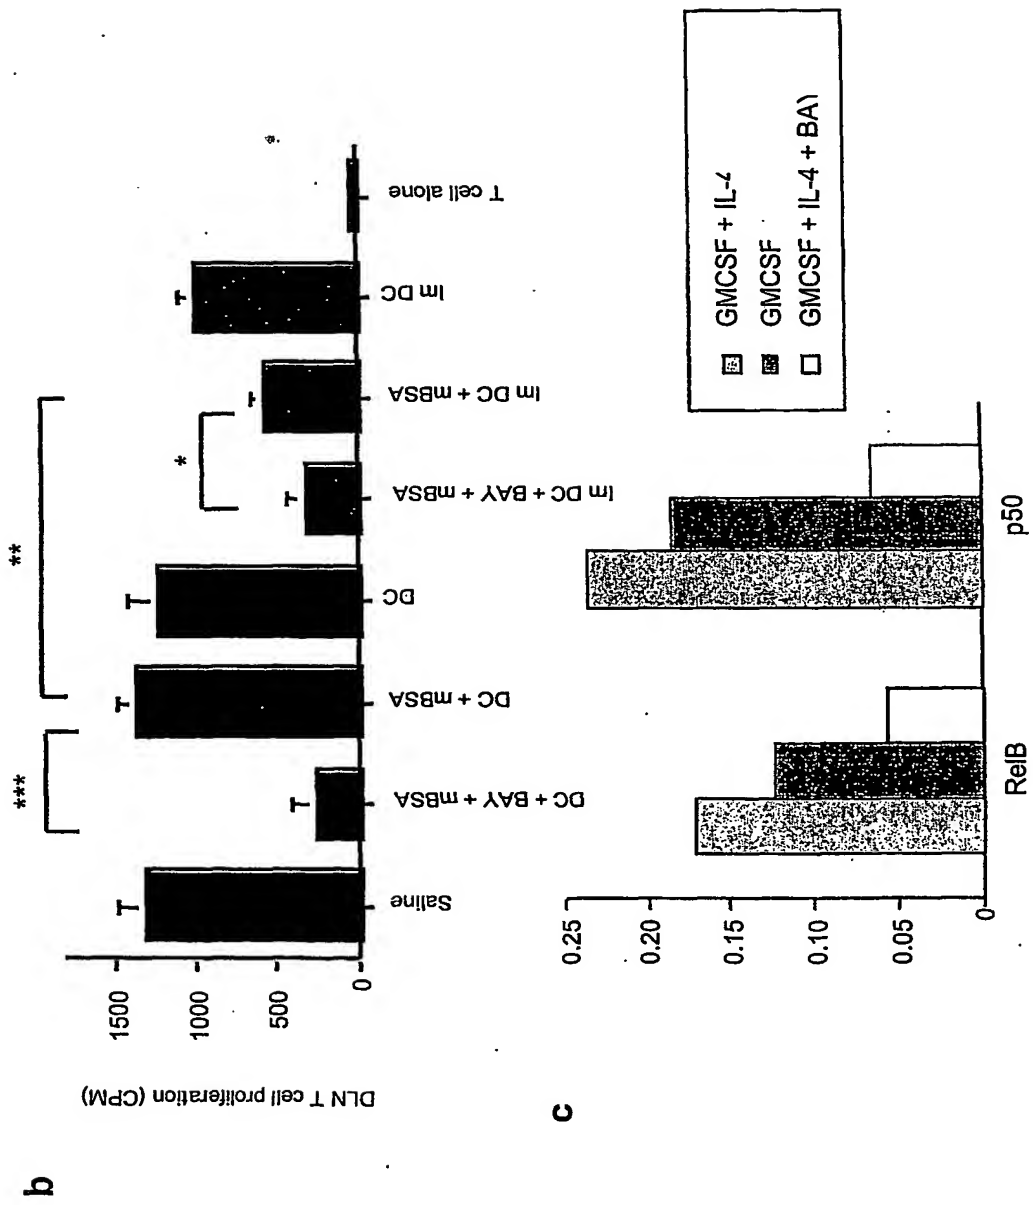 b
DLN T cell proliferation (CPM)
1500
1000
500
0
***
**
*
Saline
DC + BAY + mBSA
DC + mBSA
DC
Im DC + BAY + mBSA
Im DC + mBSA
Im DC
T cell alone
c
0.25
0.20
0.15
0.10
0.05
0
RelB
p50
GMCSF + IL-4
GMCSF
GMCSF + IL-4 + BAY